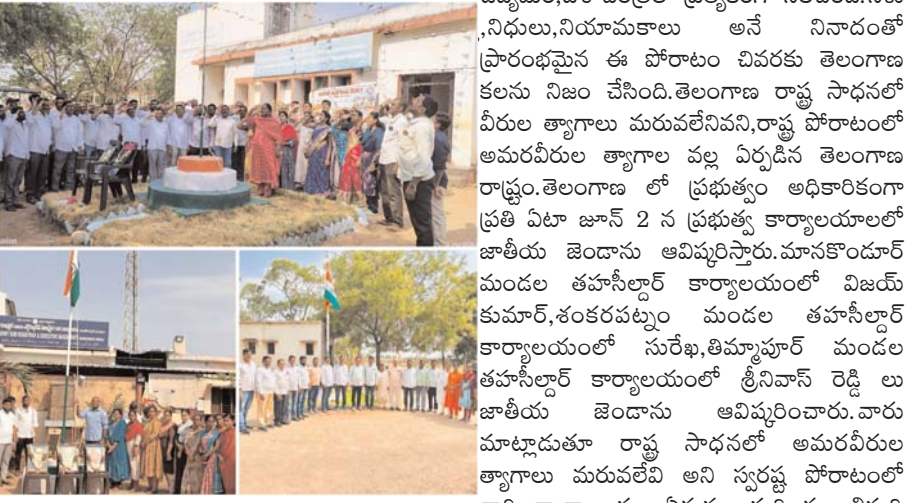 ,నిధులు,నియామకాలు అనే నినాదంతో
ప్రారంభమైన ఈ పోరాటం చివరకు తెలంగాణ
కలను నిజం చేసింది.తెలంగాణ రాష్ట్ర సాధనలో
వీరుల త్యాగాలు మరువలేనివని,రాష్ట్ర పోరాటంలో
అమరవీరుల త్యాగాల వల్ల ఏర్పడిన తెలంగాణ
రాష్ట్రం.తెలంగాణ లో ప్రభుత్వం అధికారికంగా
ప్రతి ఏటా జూన్ 2 న ప్రభుత్వ కార్యాలయాలలో
జాతీయ జెండాను ఆవిష్కరిస్తారు.మానకొండూర్
మండల తహసీల్దార్ కార్యాలయంలో విజయ్
కుమార్,శంకరపట్నం మండల తహసీల్దార్
కార్యాలయంలో సురేఖ,తిమ్మాపూర్ మండల
తహసీల్దార్ కార్యాలయంలో శ్రీనివాస్ రెడ్డి లు
జాతీయ జెండాను ఆవిష్కరించారు.వారు
మాట్లాడుతూ రాష్ట్ర సాధనలో అమరవీరుల
త్యాగాలు మరువలేవి అని స్వరష్ట పోరాటంలో